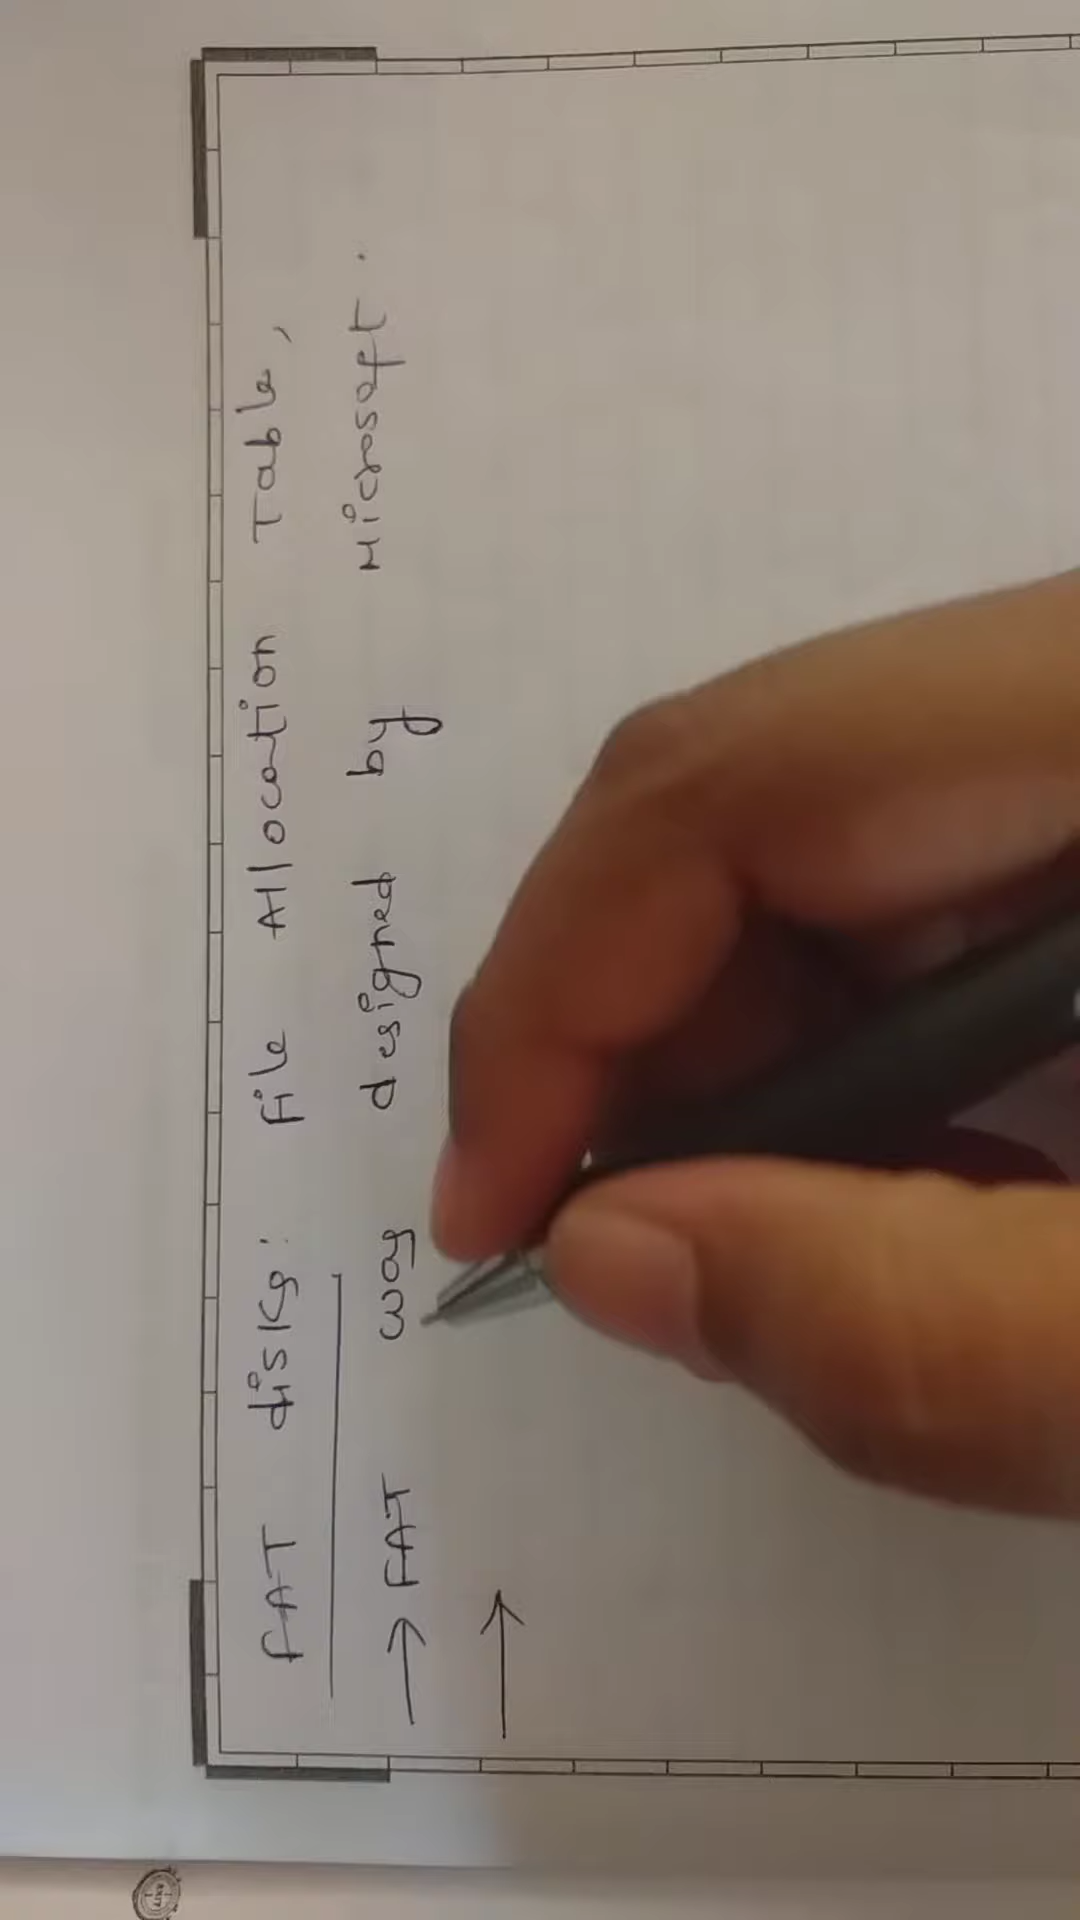 FAT disks: File Allocation Table,
→ FAT was designed by Microsoft.
→